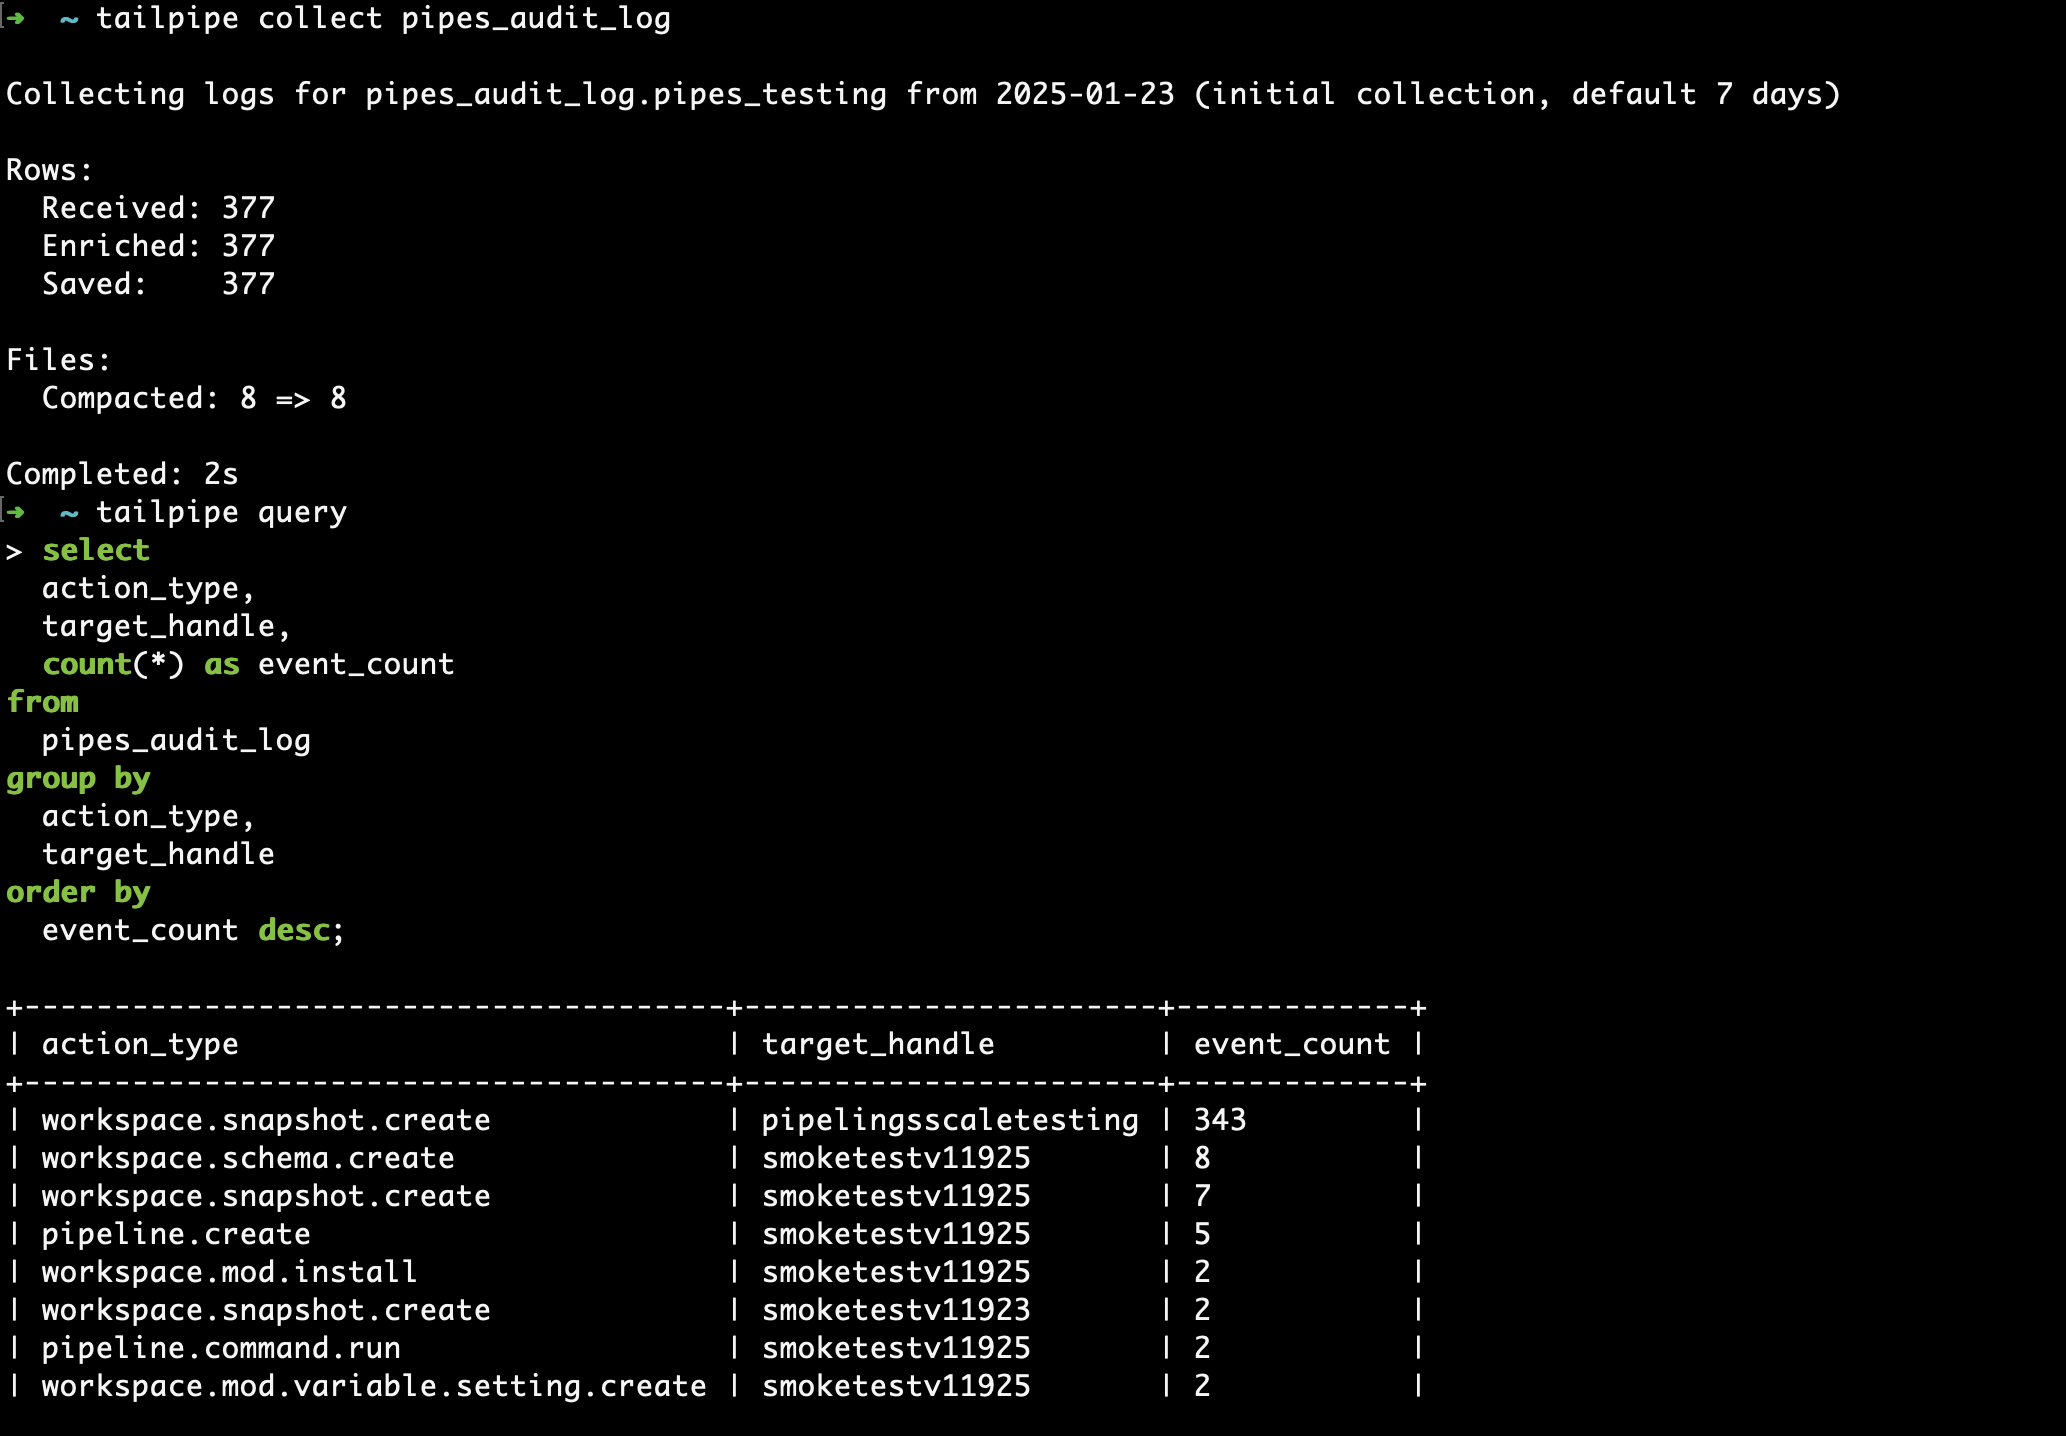 ➜  ~ tailpipe collect pipes_audit_log
Collecting logs for pipes_audit_log.pipes_testing from 2025-01-23 (initial collection, default 7 days)
Rows:
  Received: 377
  Enriched: 377
  Saved:    377
Files:
  Compacted: 8 => 8
Completed: 2s
➜  ~ tailpipe query
> select
  action_type,
  target_handle,
  count(*) as event_count
from
  pipes_audit_log
group by
  action_type,
  target_handle
order by
  event_count desc;
+---------------------------------------+-----------------------+-------------+
| action_type                           | target_handle         | event_count |
+---------------------------------------+-----------------------+-------------+
| workspace.snapshot.create             | pipelingsscaletesting | 343         |
| workspace.schema.create               | smoketestv11925       | 8           |
| workspace.snapshot.create             | smoketestv11925       | 7           |
| pipeline.create                       | smoketestv11925       | 5           |
| workspace.mod.install                 | smoketestv11925       | 2           |
| workspace.snapshot.create             | smoketestv11923       | 2           |
| pipeline.command.run                  | smoketestv11925       | 2           |
| workspace.mod.variable.setting.create | smoketestv11925       | 2           |